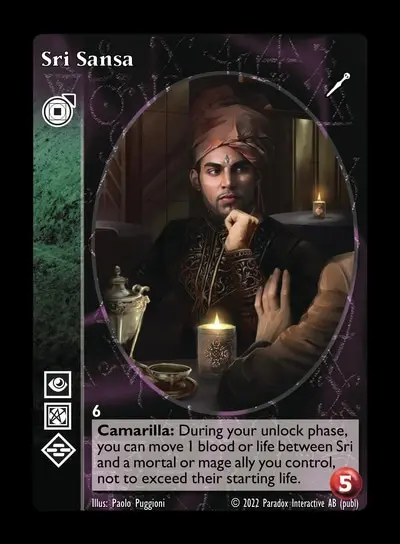 Sri Sansa
6
Camarilla: During your unlock phase,
you can move 1 blood or life between Sri
and a mortal or mage ally you control,
not to exceed their starting life.
5
Illus: Paolo Puggioni © 2022 Paradox Interactive AB (publ)